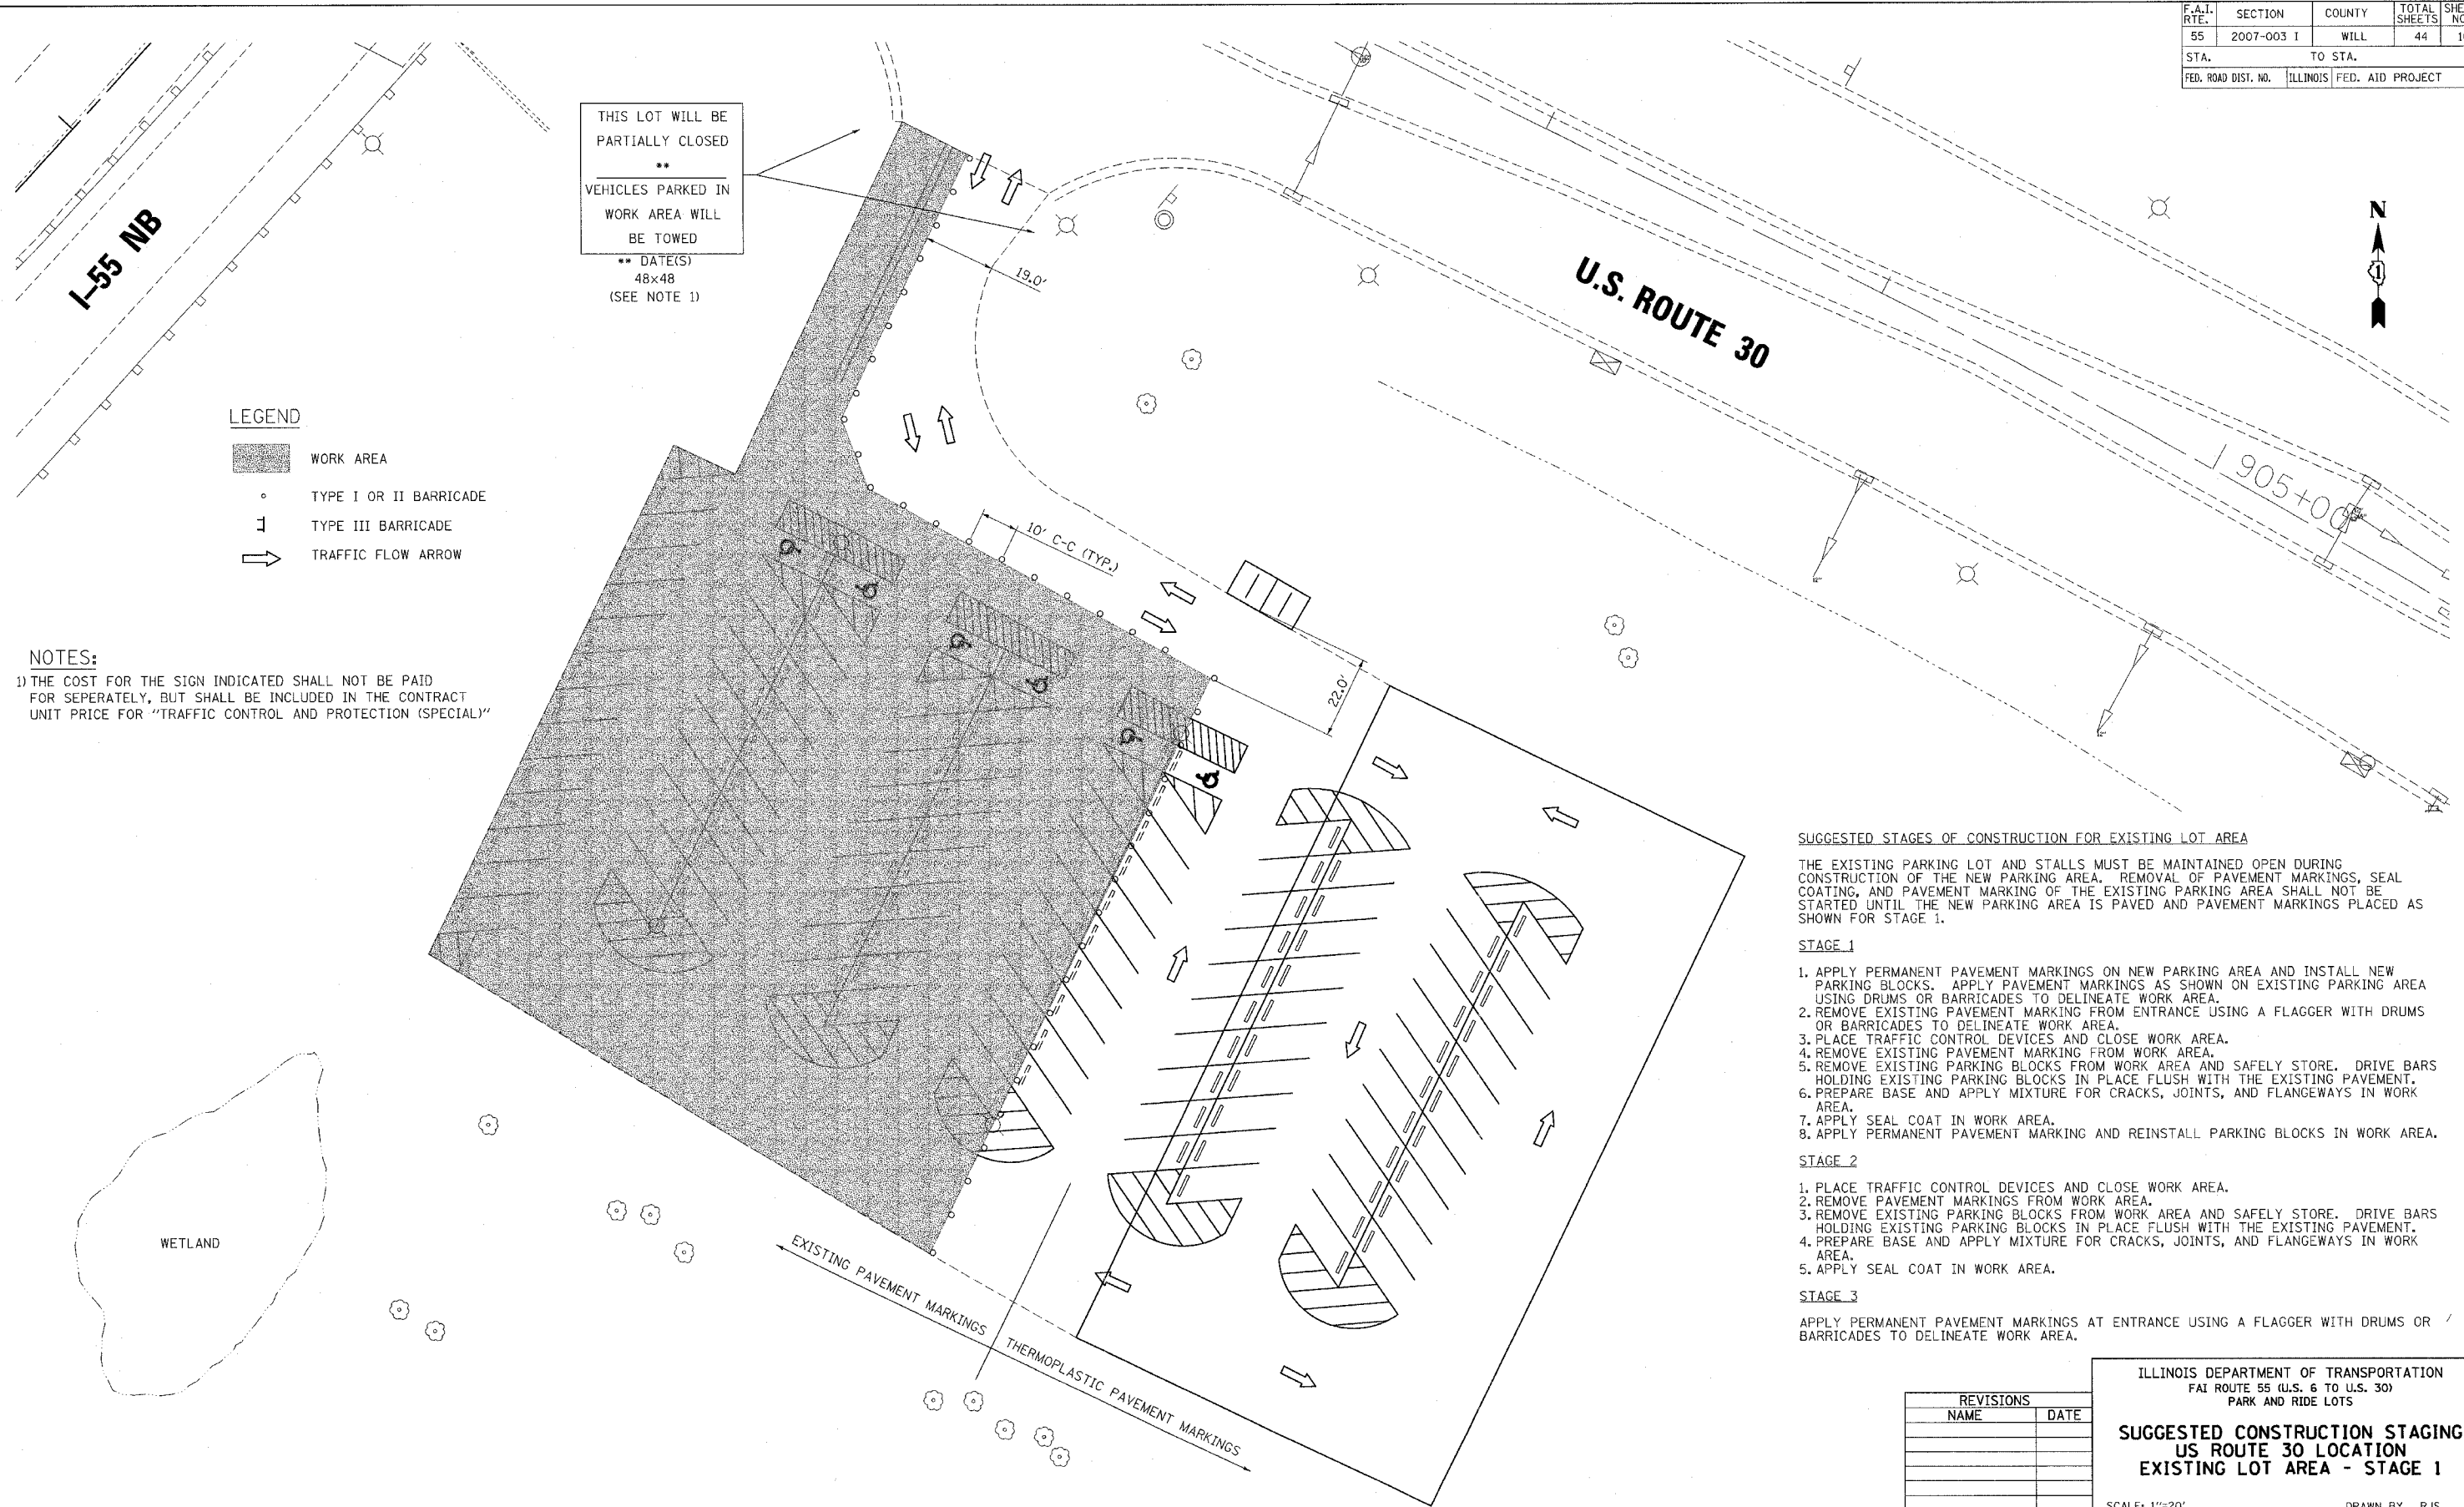 F.A.I. RTE. SECTION COUNTY TOTAL SHEETS
55 2007-003 I WILL 44
STA. TO STA.
FED. ROAD DIST. NO. ILLINOIS FED. AID PROJECT
THIS LOT WILL BE
PARTIALLY CLOSED
**
VEHICLES PARKED IN
WORK AREA WILL
BE TOWED
** DATE(S)
48x48
(SEE NOTE 1)
I-55 NB
U.S. ROUTE 30
N
1
19.0'
LEGEND
WORK AREA
TYPE I OR II BARRICADE
TYPE III BARRICADE
TRAFFIC FLOW ARROW
10' C-C (TYP.)
22.0'
12"
12"
NOTES:
1) THE COST FOR THE SIGN INDICATED SHALL NOT BE PAID
FOR SEPERATELY, BUT SHALL BE INCLUDED IN THE CONTRACT
UNIT PRICE FOR "TRAFFIC CONTROL AND PROTECTION (SPECIAL)"
SUGGESTED STAGES OF CONSTRUCTION FOR EXISTING LOT AREA
THE EXISTING PARKING LOT AND STALLS MUST BE MAINTAINED OPEN DURING
CONSTRUCTION OF THE NEW PARKING AREA. REMOVAL OF PAVEMENT MARKINGS, SEAL
COATING, AND PAVEMENT MARKING OF THE EXISTING PARKING AREA SHALL NOT BE
STARTED UNTIL THE NEW PARKING AREA IS PAVED AND PAVEMENT MARKINGS PLACED AS
SHOWN FOR STAGE 1.
STAGE 1
1. APPLY PERMANENT PAVEMENT MARKINGS ON NEW PARKING AREA AND INSTALL NEW
PARKING BLOCKS. APPLY PAVEMENT MARKINGS AS SHOWN ON EXISTING PARKING AREA
USING DRUMS OR BARRICADES TO DELINEATE WORK AREA.
2. REMOVE EXISTING PAVEMENT MARKING FROM ENTRANCE USING A FLAGGER WITH DRUMS
OR BARRICADES TO DELINEATE WORK AREA.
3. PLACE TRAFFIC CONTROL DEVICES AND CLOSE WORK AREA.
4. REMOVE EXISTING PAVEMENT MARKING FROM WORK AREA.
5. REMOVE EXISTING PARKING BLOCKS FROM WORK AREA AND SAFELY STORE. DRIVE BARS
HOLDING EXISTING PARKING BLOCKS IN PLACE FLUSH WITH THE EXISTING PAVEMENT.
6. PREPARE BASE AND APPLY MIXTURE FOR CRACKS, JOINTS, AND FLANGEWAYS IN WORK
AREA.
7. APPLY SEAL COAT IN WORK AREA.
8. APPLY PERMANENT PAVEMENT MARKING AND REINSTALL PARKING BLOCKS IN WORK AREA.
STAGE 2
1. PLACE TRAFFIC CONTROL DEVICES AND CLOSE WORK AREA.
2. REMOVE PAVEMENT MARKINGS FROM WORK AREA.
3. REMOVE EXISTING PARKING BLOCKS FROM WORK AREA AND SAFELY STORE. DRIVE BARS
HOLDING EXISTING PARKING BLOCKS IN PLACE FLUSH WITH THE EXISTING PAVEMENT.
4. PREPARE BASE AND APPLY MIXTURE FOR CRACKS, JOINTS, AND FLANGEWAYS IN WORK
AREA.
5. APPLY SEAL COAT IN WORK AREA.
STAGE 3
APPLY PERMANENT PAVEMENT MARKINGS AT ENTRANCE USING A FLAGGER WITH DRUMS OR
BARRICADES TO DELINEATE WORK AREA.
WETLAND
EXISTING PAVEMENT MARKINGS
THERMOPLASTIC PAVEMENT MARKINGS
REVISIONS
NAME DATE
ILLINOIS DEPARTMENT OF TRANSPORTATION
FAI ROUTE 55 (U.S. 6 TO U.S. 30)
PARK AND RIDE LOTS
SUGGESTED CONSTRUCTION STAGING
US ROUTE 30 LOCATION
EXISTING LOT AREA - STAGE 1
SCALE: 1"=20' DRAWN BY RJS